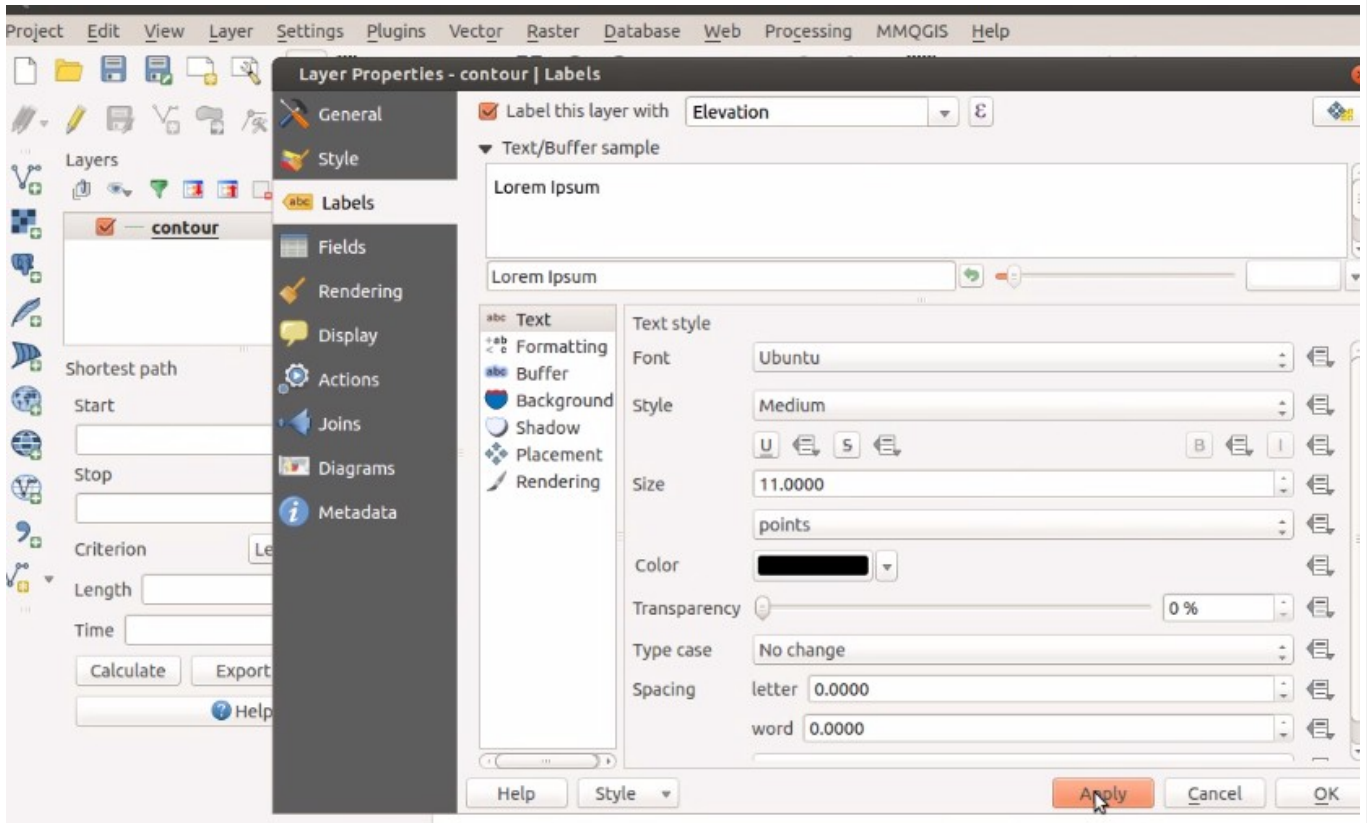 Project Edit View Layer Settings Plugins Vector Raster Database Web Processing MMQGIS Help
Layer Properties - contour | Labels
General
Style
abc Labels
Fields
Rendering
Display
Actions
Joins
Diagrams
Metadata
Layers
contour
Shortest path
Start
Stop
Criterion Le
Length
Time
Calculate Export
Help
Label this layer with Elevation ε
Text/Buffer sample
Lorem Ipsum
Lorem Ipsum
abc Text
Formatting
abc Buffer
Background
Shadow
Placement
Rendering
Text style
Font Ubuntu
Style Medium
U S B I
Size 11.0000
points
Color
Transparency 0 %
Type case No change
Spacing letter 0.0000
word 0.0000
Help Style Apply Cancel OK